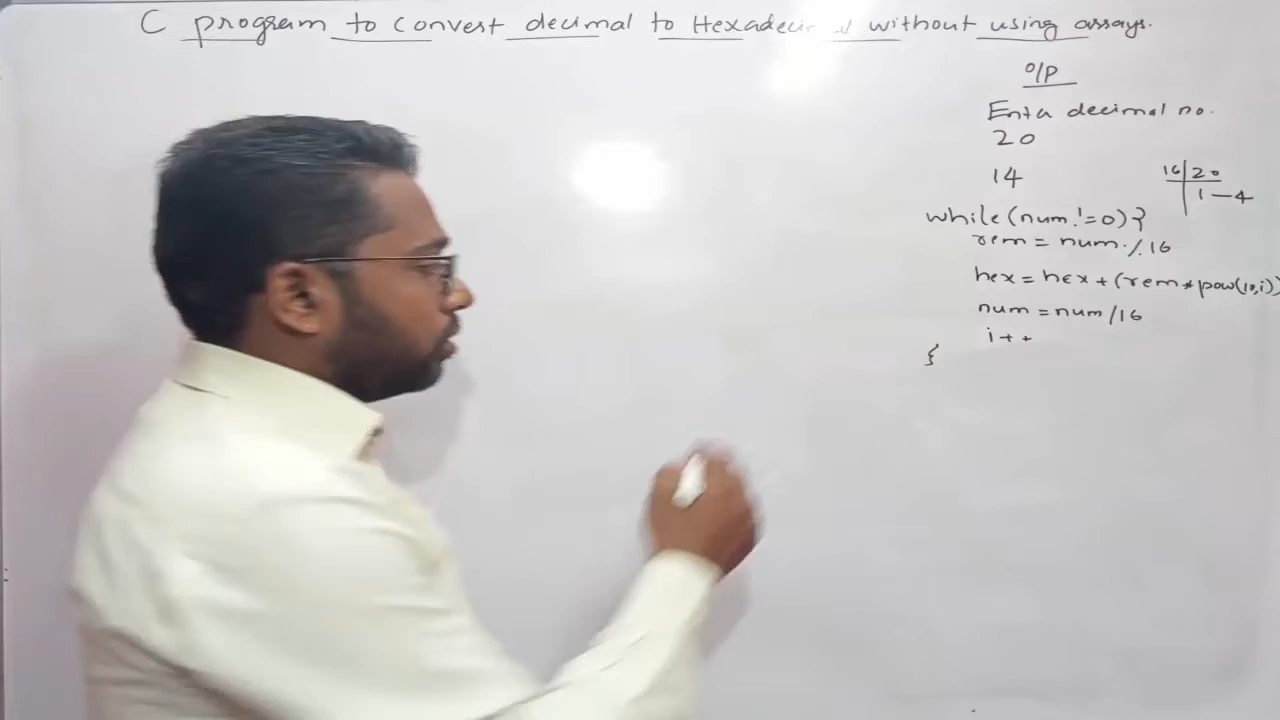 C program to convert decimal to Hexadeci without using arrays.
O/P
Enter decimal no.
20
14
16 20
1 — 4
while(num!=0)}
rem = num % 16
hex = hex + (rem * pow(10,i))
num = num/16
i++
{